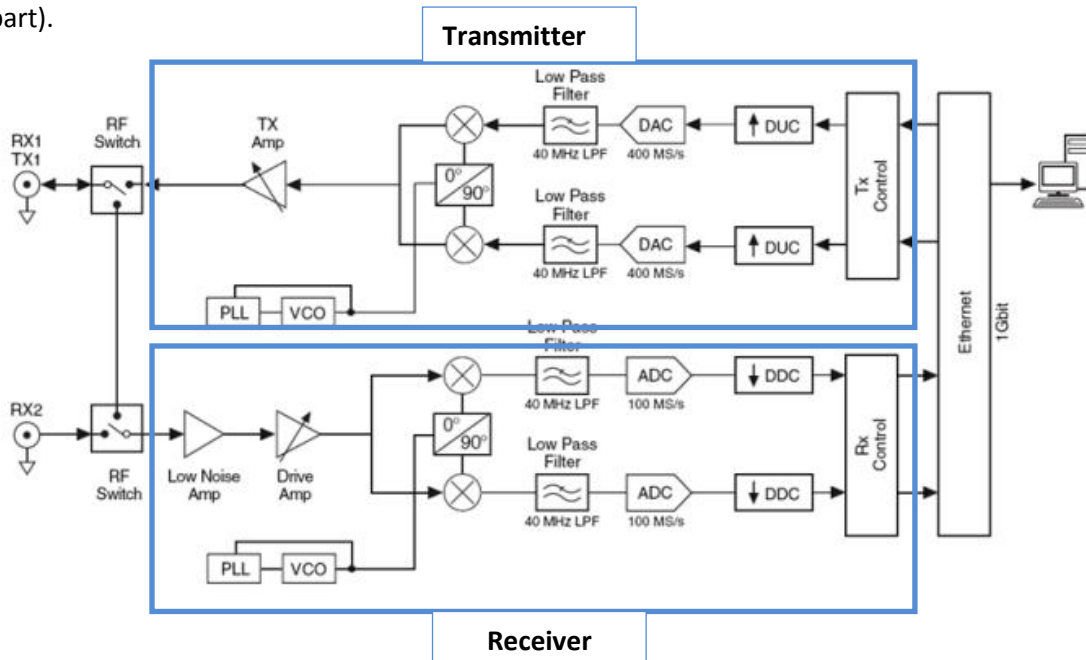 part).
Transmitter
Low Pass
Filter
40 MHz LPF
DAC
400 MS/s
DUC
RF
Switch
TX
Amp
RX1
TX1
0°
90°
Tx
Control
Low Pass
Filter
40 MHz LPF
DAC
400 MS/s
DUC
PLL
VCO
Ethernet
1Gbit
Low Pass
Filter
40 MHz LPF
ADC
100 MS/s
DDC
RX2
RF
Switch
Low Noise
Amp
Drive
Amp
0°
90°
Rx
Control
Low Pass
Filter
40 MHz LPF
ADC
100 MS/s
DDC
PLL
VCO
Receiver